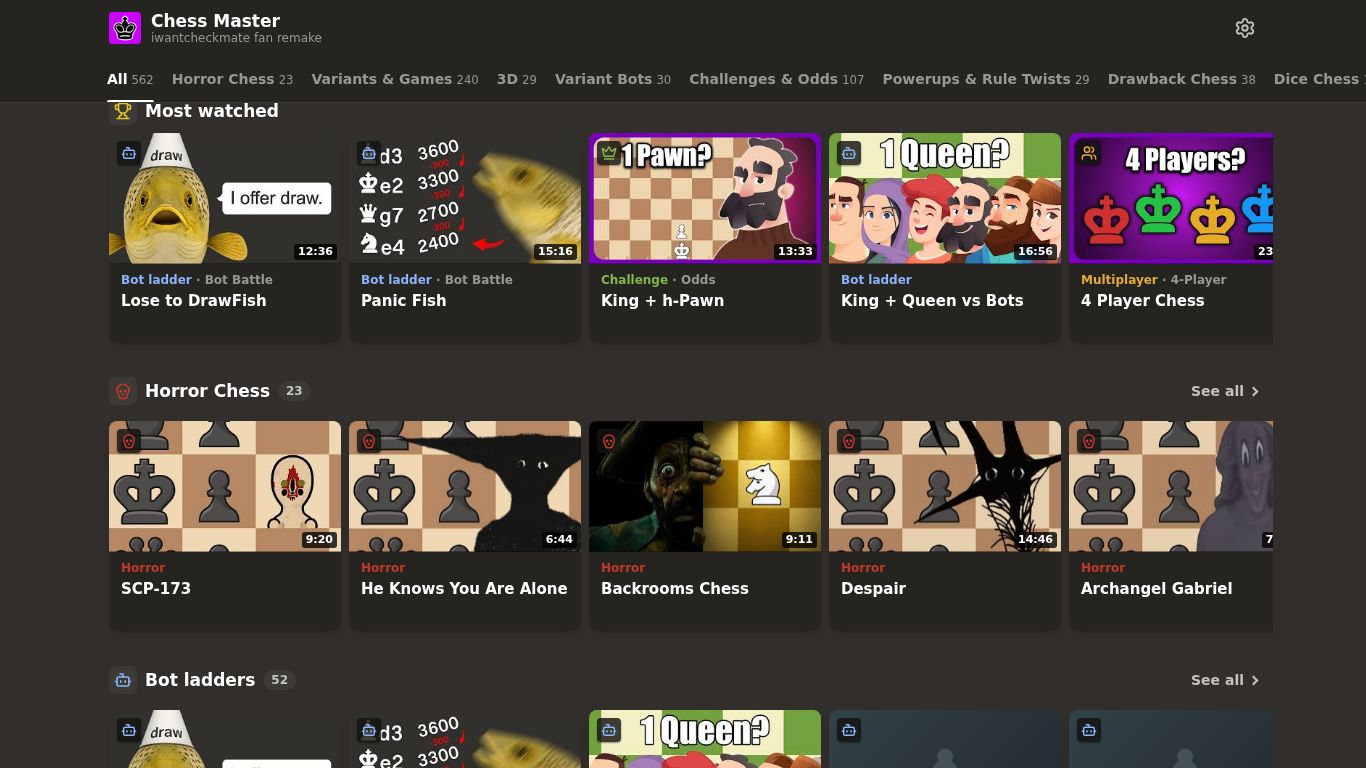 Chess Master
iwantcheckmate fan remake
All 562 Horror Chess 23 Variants & Games 240 3D 29 Variant Bots 30 Challenges & Odds 107 Powerups & Rule Twists 29 Drawback Chess 38 Dice Chess
Most watched
draw
I offer draw.
12:36
Bot ladder · Bot Battle
Lose to DrawFish
d3 3600
-300
e2 3300
-300
g7 2700
-300
e4 2400
15:16
Bot ladder · Bot Battle
Panic Fish
1 Pawn?
13:33
Challenge · Odds
King + h-Pawn
1 Queen?
16:56
Bot ladder
King + Queen vs Bots
4 Players?
23
Multiplayer · 4-Player
4 Player Chess
Horror Chess 23
See all
9:20
Horror
SCP-173
6:44
Horror
He Knows You Are Alone
9:11
Horror
Backrooms Chess
14:46
Horror
Despair
7
Horror
Archangel Gabriel
Bot ladders 52
See all
draw
d3 3600
-300
e2 3300
1 Queen?